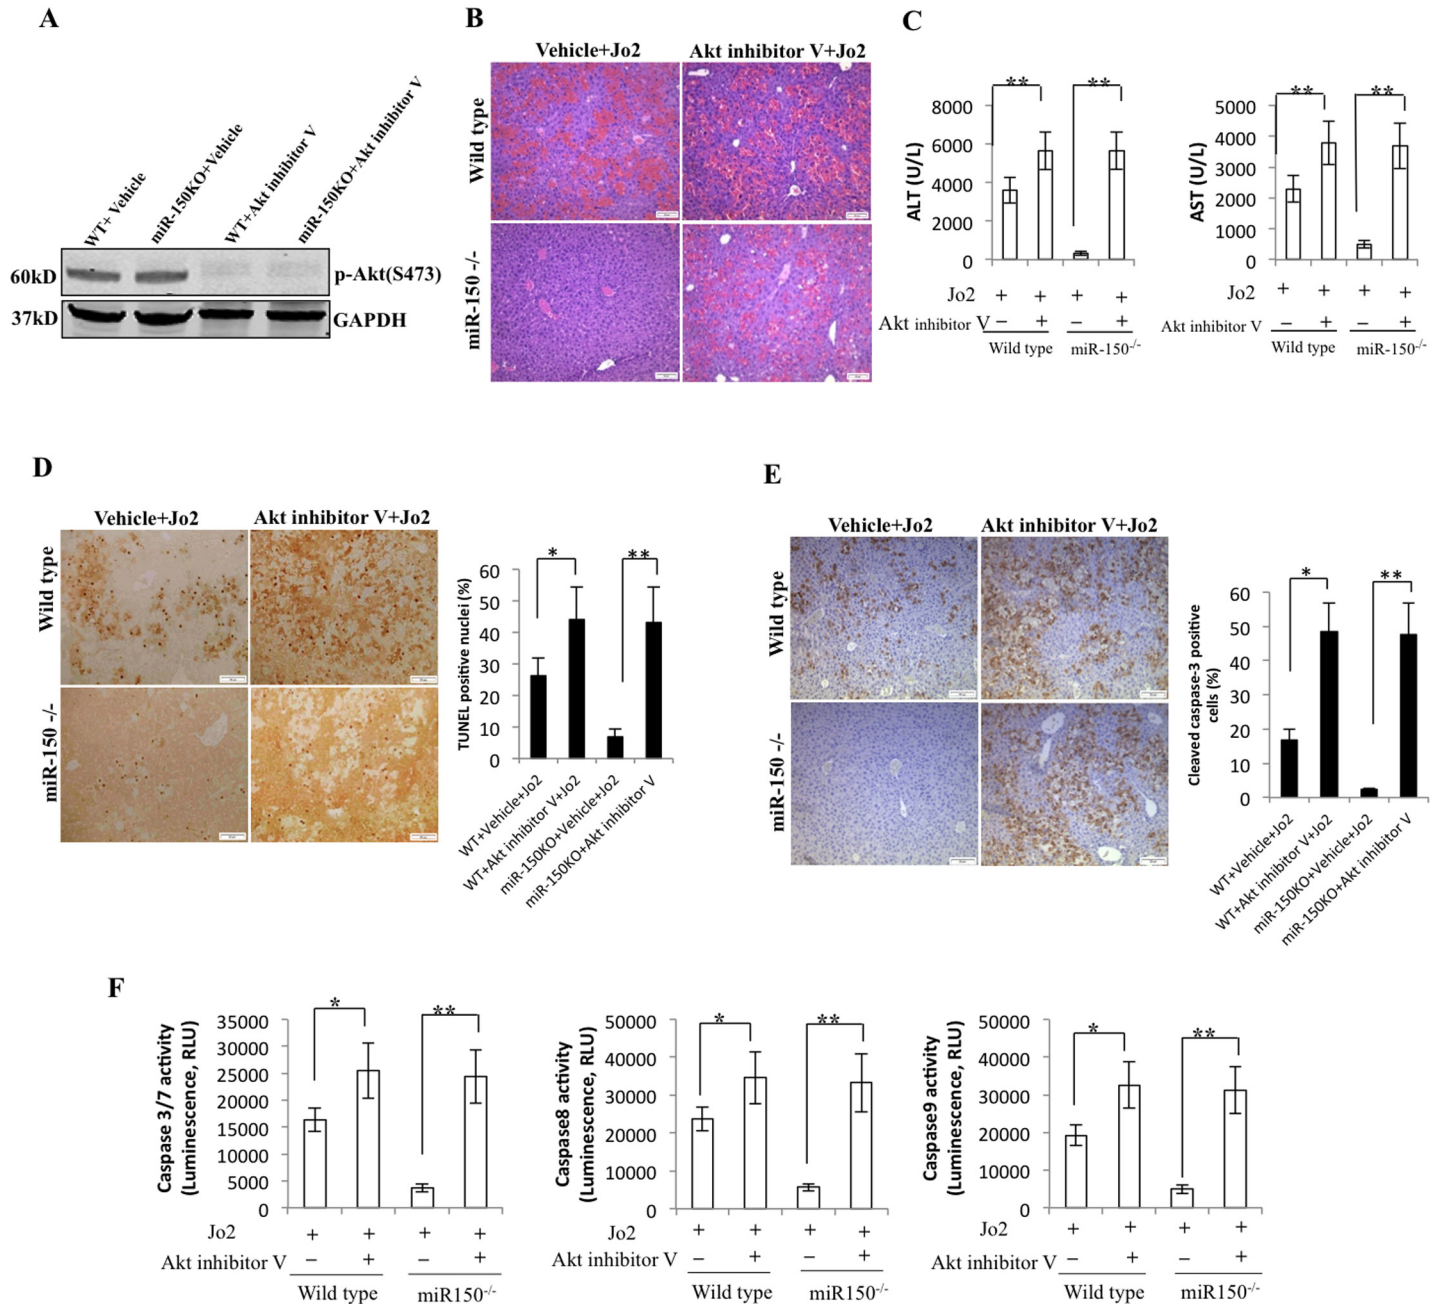 A
WT+ Vehicle
miR-150KO+Vehicle
WT+Akt inhibitor V
miR-150KO+Akt inhibitor V
60kD
p-Akt(S473)
37kD
GAPDH
B
Vehicle+Jo2
Akt inhibitor V+Jo2
Wild type
miR-150 -/-
C
ALT (U/L)
8000
6000
4000
2000
0
** **
Jo2 + + + +
Akt inhibitor V − + − +
Wild type miR-150-/-
AST (U/L)
5000
4000
3000
2000
1000
0
** **
Jo2 + + + +
Akt inhibitor V − + − +
Wild type miR-150-/-
D
Vehicle+Jo2
Akt inhibitor V+Jo2
Wild type
miR-150 -/-
TUNEL positive nuclei (%)
60
50
40
30
20
10
0
* **
WT+Vehicle+Jo2
WT+Akt inhibitor V+Jo2
miR-150KO+Vehicle+Jo2
miR-150KO+Akt inhibitor V
E
Vehicle+Jo2
Akt inhibitor V+Jo2
Wild type
miR-150 -/-
Cleaved caspase-3 positive
cells (%)
60
50
40
30
20
10
0
* **
WT+Vehicle+Jo2
WT+Akt inhibitor V+Jo2
miR-150KO+Vehicle+Jo2
miR-150KO+Akt inhibitor V
F
Caspase 3/7 activity
(Luminescence, RLU)
35000
30000
25000
20000
15000
10000
5000
0
* **
Jo2 + + + +
Akt inhibitor V − + − +
Wild type miR150-/-
Caspase8 activity
(Luminescence, RLU)
50000
40000
30000
20000
10000
0
* **
Jo2 + + + +
Akt inhibitor V − + − +
Wild type miR150-/-
Caspase9 activity
(Luminescence, RLU)
50000
40000
30000
20000
10000
0
* **
Jo2 + + + +
Akt inhibitor V − + − +
Wild type miR150-/-